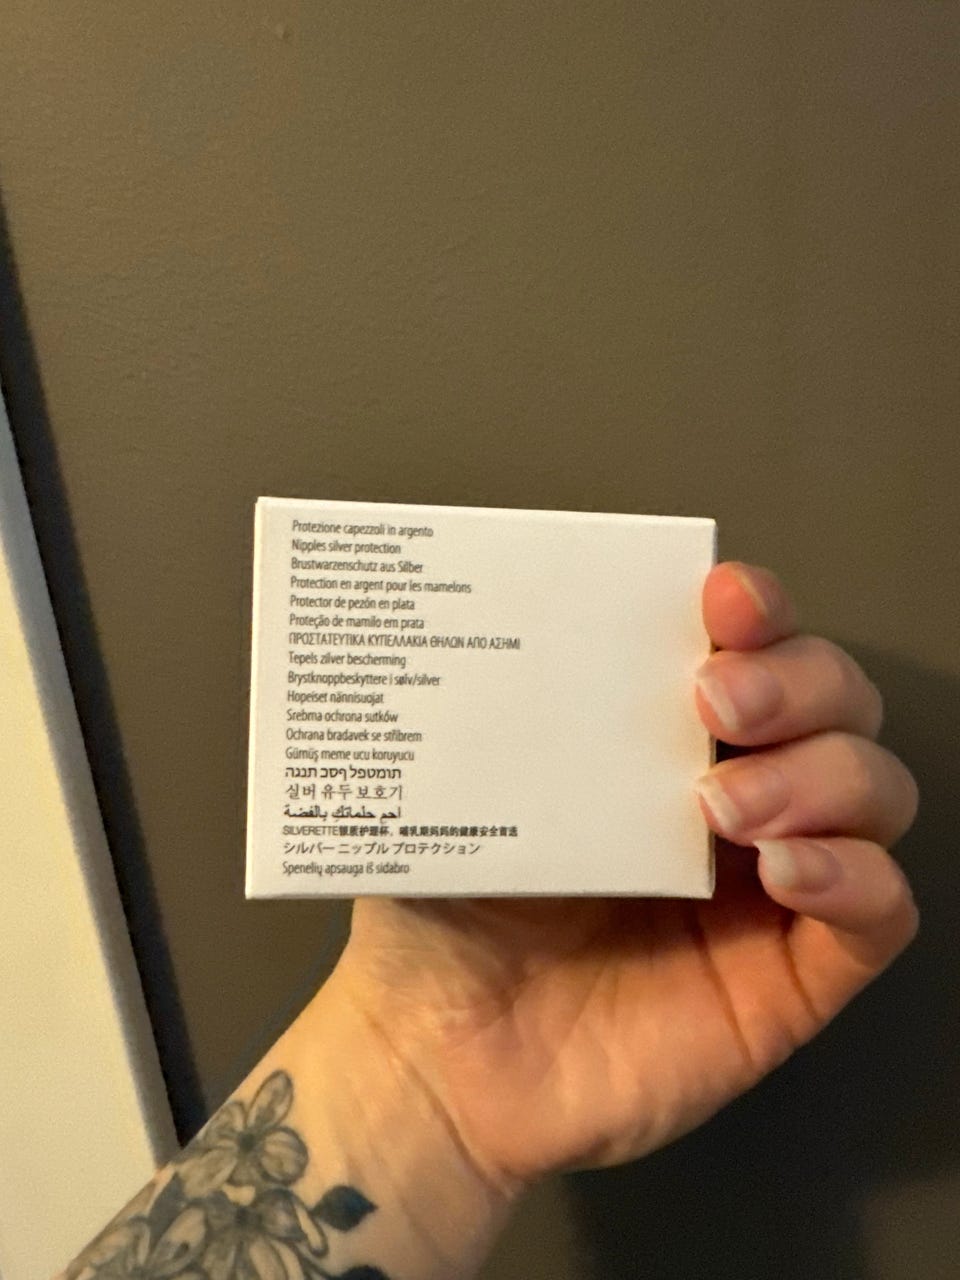 Protezione capezzoli in argento
Nipples silver protection
Brustwarzenschutz aus Silber
Protection en argent pour les mamelons
Protector de pezón en plata
Proteção de mamilo em prata
ΠΡΟΣΤΑΤΕΥΤΙΚΑ ΚΥΠΕΛΛΑΚΙΑ ΘΗΛΩΝ ΑΠΟ ΑΣΗΜΙ
Tepels zilver bescherming
Brystknoppbeskyttere i sølv/silver
Hopeiset nännisuojat
Srebrna ochrona sutków
Ochrana bradavek se stříbrem
Gümüş meme ucu koruyucu
תומטפל ףסכ תנגה
실버 유두 보호기
احمِ حلماتكِ بالفضة
SILVERETTE银质护理杯，哺乳期妈妈的健康安全首选
シルバー ニップル プロテクション
Spenelių apsauga iš sidabro